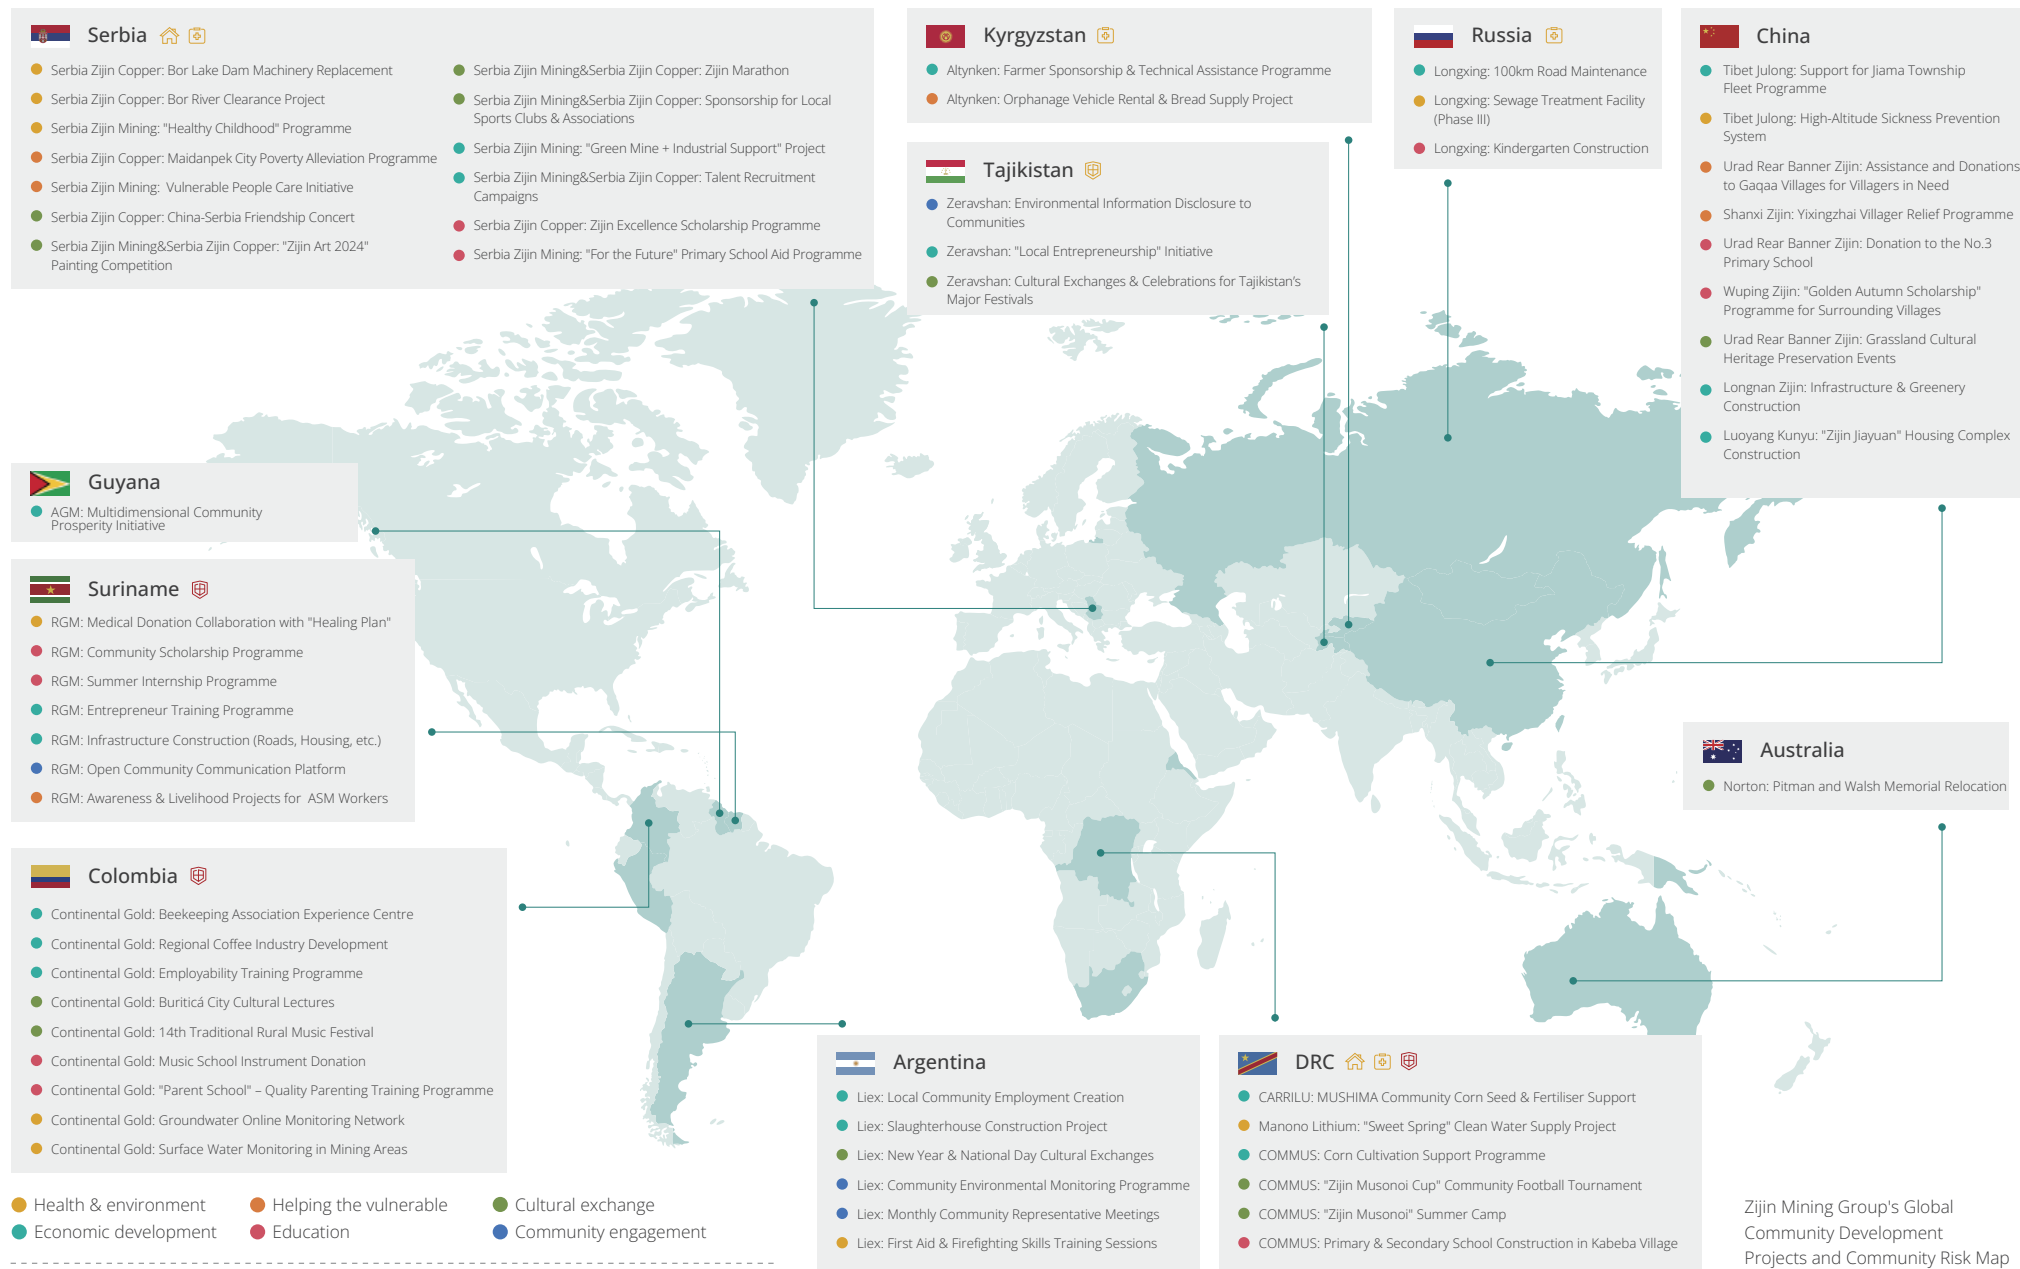 Serbia
Serbia Zijin Copper: Bor Lake Dam Machinery Replacement
Serbia Zijin Copper: Bor River Clearance Project
Serbia Zijin Mining: "Healthy Childhood" Programme
Serbia Zijin Copper: Maidanpek City Poverty Alleviation Programme
Serbia Zijin Mining:  Vulnerable People Care Initiative
Serbia Zijin Copper: China-Serbia Friendship Concert
Serbia Zijin Mining&Serbia Zijin Copper: "Zijin Art 2024"
Painting Competition
Serbia Zijin Mining&Serbia Zijin Copper: Zijin Marathon
Serbia Zijin Mining&Serbia Zijin Copper: Sponsorship for Local
Sports Clubs & Associations
Serbia Zijin Mining: "Green Mine + Industrial Support" Project
Serbia Zijin Mining&Serbia Zijin Copper: Talent Recruitment
Campaigns
Serbia Zijin Copper: Zijin Excellence Scholarship Programme
Serbia Zijin Mining: "For the Future" Primary School Aid Programme
Kyrgyzstan
Altynken: Farmer Sponsorship & Technical Assistance Programme
Altynken: Orphanage Vehicle Rental & Bread Supply Project
Tajikistan
Zeravshan: Environmental Information Disclosure to
Communities
Zeravshan: "Local Entrepreneurship" Initiative
Zeravshan: Cultural Exchanges & Celebrations for Tajikistan's
Major Festivals
Russia
Longxing: 100km Road Maintenance
Longxing: Sewage Treatment Facility
(Phase III)
Longxing: Kindergarten Construction
China
Tibet Julong: Support for Jiama Township
Fleet Programme
Tibet Julong: High-Altitude Sickness Prevention
System
Urad Rear Banner Zijin: Assistance and Donations
to Gaqaa Villages for Villagers in Need
Shanxi Zijin: Yixingzhai Villager Relief Programme
Urad Rear Banner Zijin: Donation to the No.3
Primary School
Wuping Zijin: "Golden Autumn Scholarship"
Programme for Surrounding Villages
Urad Rear Banner Zijin: Grassland Cultural
Heritage Preservation Events
Longnan Zijin: Infrastructure & Greenery
Construction
Luoyang Kunyu: "Zijin Jiayuan" Housing Complex
Construction
Guyana
AGM: Multidimensional Community
Prosperity Initiative
Suriname
RGM: Medical Donation Collaboration with "Healing Plan"
RGM: Community Scholarship Programme
RGM: Summer Internship Programme
RGM: Entrepreneur Training Programme
RGM: Infrastructure Construction (Roads, Housing, etc.)
RGM: Open Community Communication Platform
RGM: Awareness & Livelihood Projects for  ASM Workers
Australia
Norton: Pitman and Walsh Memorial Relocation
Colombia
Continental Gold: Beekeeping Association Experience Centre
Continental Gold: Regional Coffee Industry Development
Continental Gold: Employability Training Programme
Continental Gold: Buriticá City Cultural Lectures
Continental Gold: 14th Traditional Rural Music Festival
Continental Gold: Music School Instrument Donation
Continental Gold: "Parent School" – Quality Parenting Training Programme
Continental Gold: Groundwater Online Monitoring Network
Continental Gold: Surface Water Monitoring in Mining Areas
Argentina
Liex: Local Community Employment Creation
Liex: Slaughterhouse Construction Project
Liex: New Year & National Day Cultural Exchanges
Liex: Community Environmental Monitoring Programme
Liex: Monthly Community Representative Meetings
Liex: First Aid & Firefighting Skills Training Sessions
DRC
CARRILU: MUSHIMA Community Corn Seed & Fertiliser Support
Manono Lithium: "Sweet Spring" Clean Water Supply Project
COMMUS: Corn Cultivation Support Programme
COMMUS: "Zijin Musonoi Cup" Community Football Tournament
COMMUS: "Zijin Musonoi" Summer Camp
COMMUS: Primary & Secondary School Construction in Kabeba Village
Health & environment
Helping the vulnerable
Cultural exchange
Economic development
Education
Community engagement
Zijin Mining Group's Global
Community Development
Projects and Community Risk Map